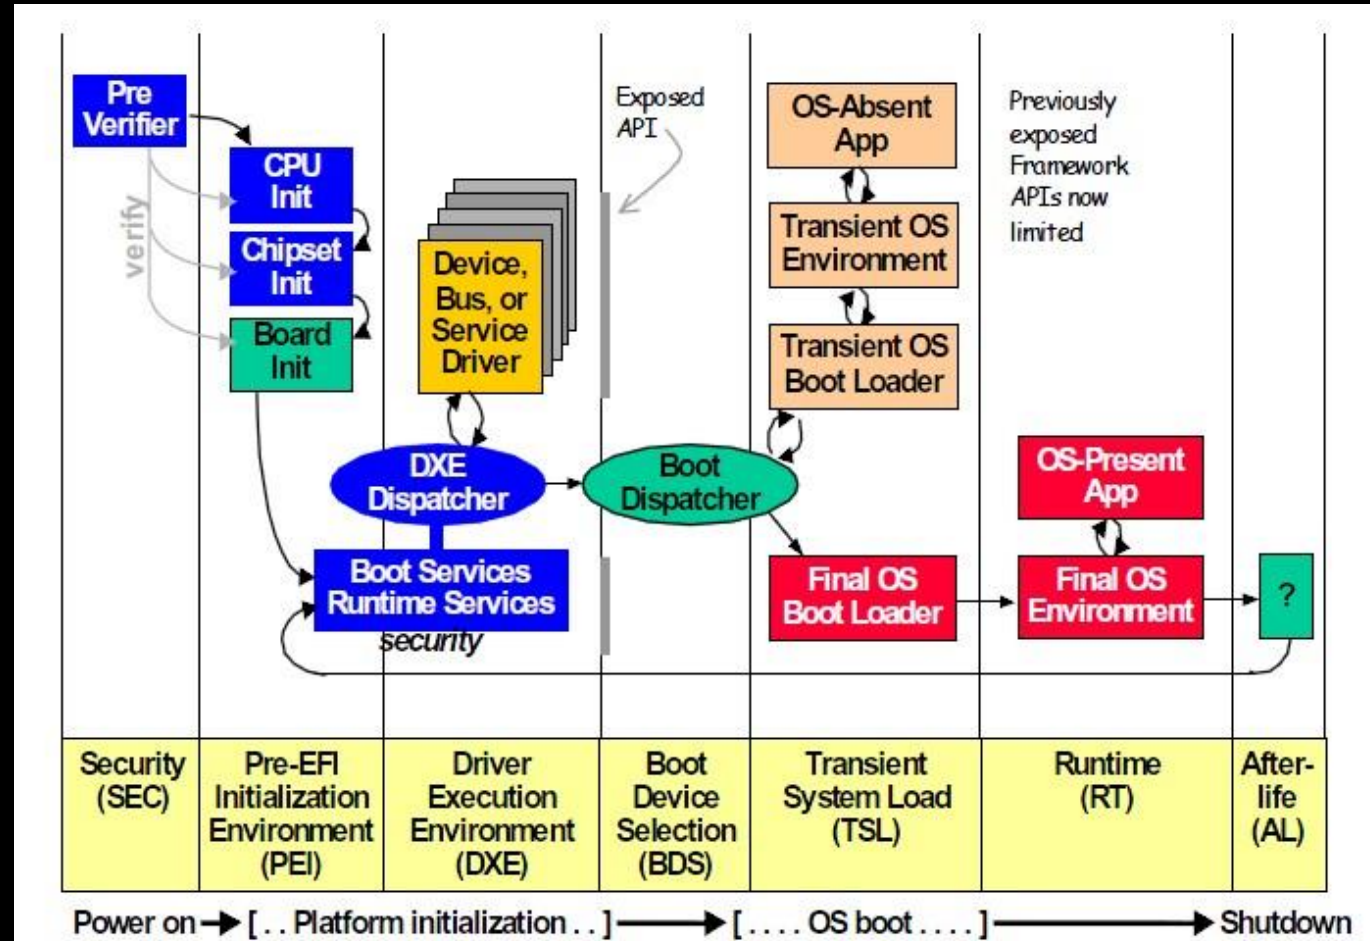 Pre
Verifier
verify
CPU
Init
Chipset
Init
Board
Init
Device,
Bus, or
Service
Driver
DXE
Dispatcher
Boot Services
Runtime Services
security
Exposed
API
Boot
Dispatcher
OS-Absent
App
Transient OS
Environment
Transient OS
Boot Loader
Final OS
Boot Loader
Previously
exposed
Framework
APIs now
limited
OS-Present
App
Final OS
Environment
?
Security
(SEC)
Pre-EFI
Initialization
Environment
(PEI)
Driver
Execution
Environment
(DXE)
Boot
Device
Selection
(BDS)
Transient
System Load
(TSL)
Runtime
(RT)
After-
life
(AL)
Power on [ . . Platform initialization . . ] [ . . . . OS boot . . . . ] Shutdown